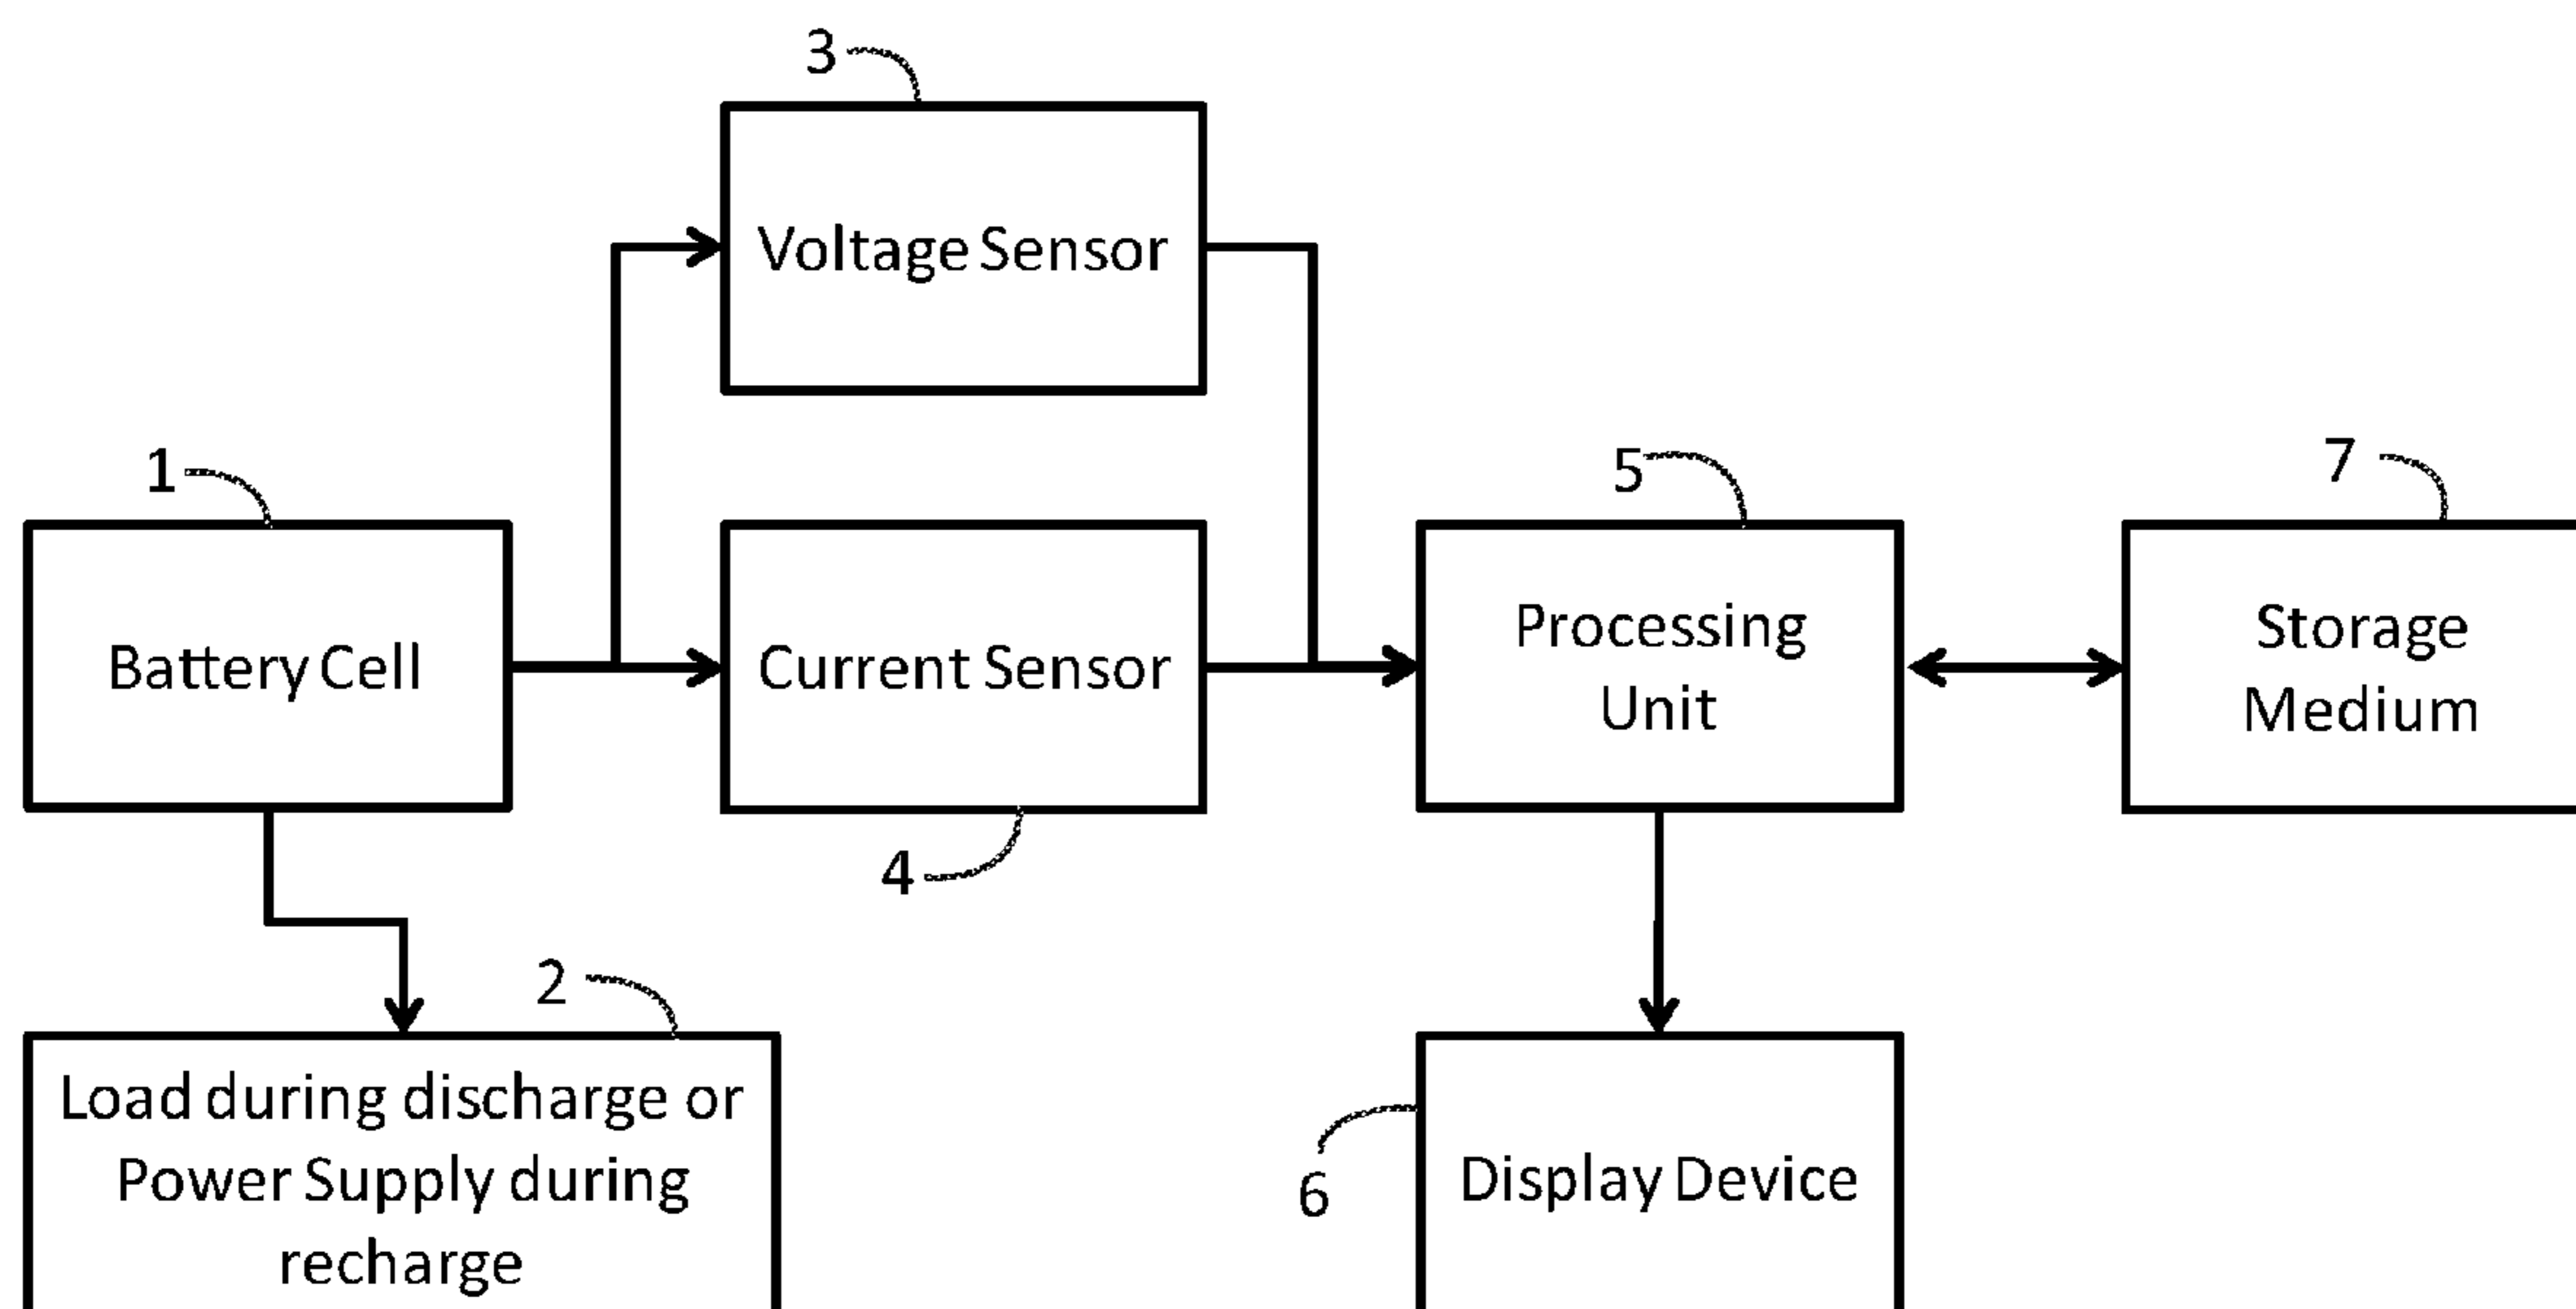 3
Voltage Sensor
1
5
7
Battery Cell
Current Sensor
Processing
Unit
Storage
Medium
4
2
Load during discharge or
Power Supply during
recharge
6
Display Device